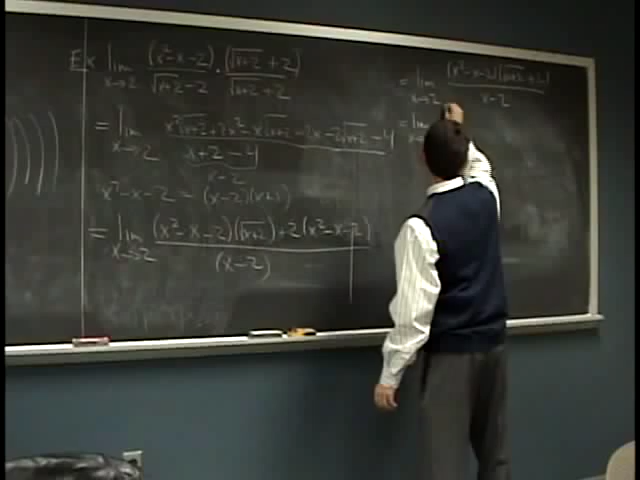 Ex lim x→2 (x²-x-2)/(√(x+2) -2) · (√(x+2) +2)/(√(x+2) +2)
= lim x→2 (x²√(x+2) +2x² -x√(x+2) -2x -2√(x+2) -4)/(x+2-4)
x-2
x²-x-2 = (x-2)(x+1)
= lim x→2 ((x²-x-2)(√(x+2)) +2(x²-x-2))/(x-2)
= lim x→2 (x²-x-2)(√(x+2) +2)/(x-2)
= lim